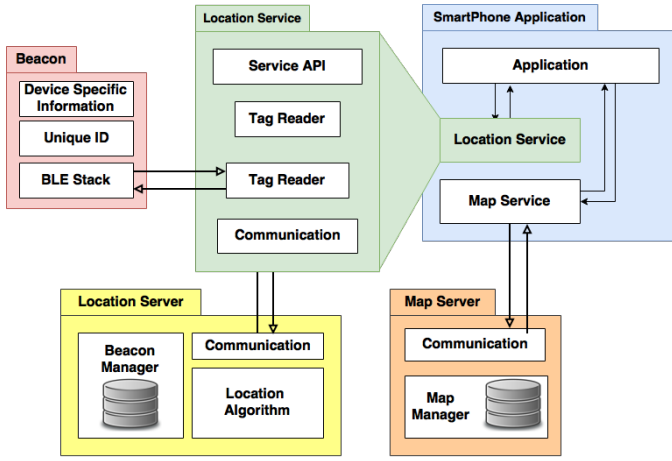 Location Service
SmartPhone Application
Beacon
Device Specific
Information
Unique ID
BLE Stack
Service API
Tag Reader
Tag Reader
Communication
Application
Location Service
Map Service
Location Server
Beacon
Manager
Communication
Location
Algorithm
Map Server
Communication
Map
Manager